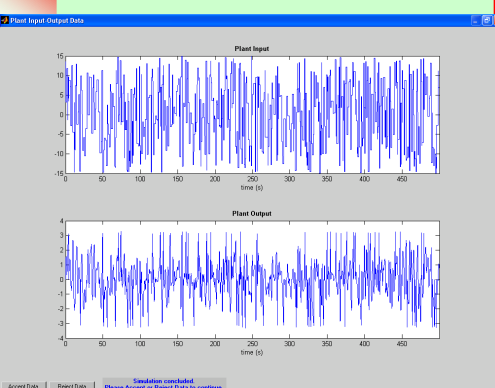 Plant Input-Output Data
Plant Input
15
10
5
0
-5
-10
-15
0 50 100 150 200 250 300 350 400 450
time (s)
Plant Output
4
3
2
1
0
-1
-2
-3
-4
0 50 100 150 200 250 300 350 400 450
time (s)
Simulation concluded.
Accept Data Reject Data Please Accept or Reject Data to continue.